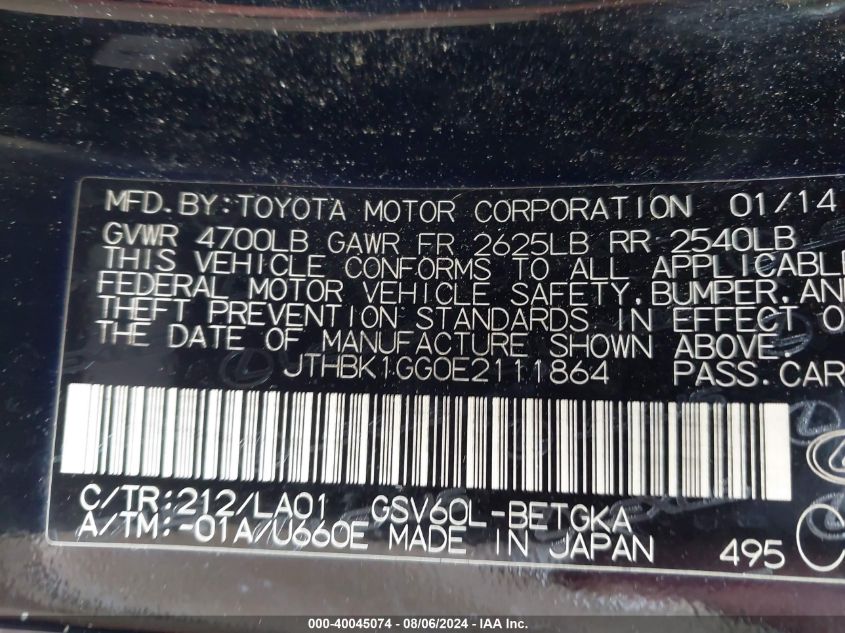 MFD.BY:TOYOTA MOTOR CORPORATION 01/14
GVWR 4700LB GAWR FR 2625LB RR 2540LB
THIS VEHICLE CONFORMS TO ALL APPLICABLE
FEDERAL MOTOR VEHICLE SAFETY,BUMPER,AN
THEFT PREVENTION STANDARDS IN EFFECT O
THE DATE OF MANUFACTURE SHOWN ABOVE.
JTHBK1GG0E2111864 PASS.CAR
C/TR:212/LA01 GSV60L-BETGKA
A/TM:-01A/U660E MADE IN JAPAN 495
000-40045074 - 08/06/2024 - IAA Inc.